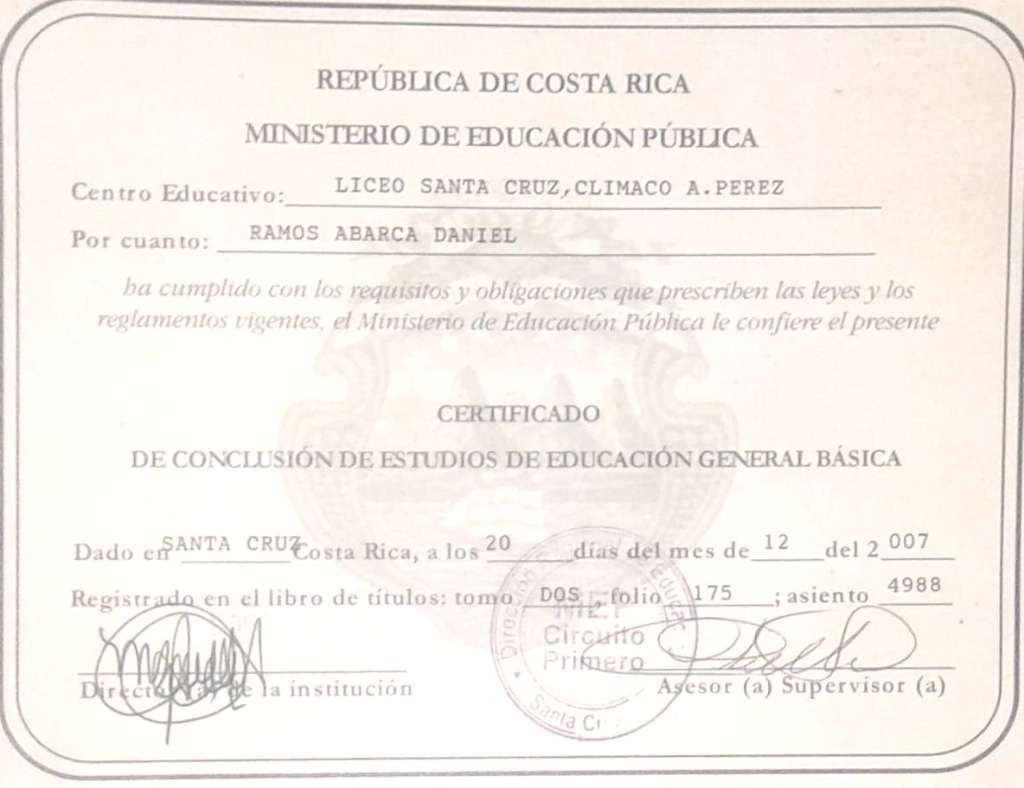 REPÚBLICA DE COSTA RICA
MINISTERIO DE EDUCACIÓN PÚBLICA
Centro Educativo: LICEO SANTA CRUZ,CLIMACO A.PEREZ
Por cuanto: RAMOS ABARCA DANIEL
ha cumplido con los requisitos y obligaciones que prescriben las leyes y los
reglamentos vigentes, el Ministerio de Educación Pública le confiere el presente
CERTIFICADO
DE CONCLUSIÓN DE ESTUDIOS DE EDUCACIÓN GENERAL BÁSICA
Dado en SANTA CRUZ Costa Rica, a los 20 días del mes de 12 del 2 007
Registrado en el libro de títulos: tomo DOS folio 175 ; asiento 4988
MEP
Circuito
Primero
Santa
de la institución
Asesor (a) Supervisor (a)